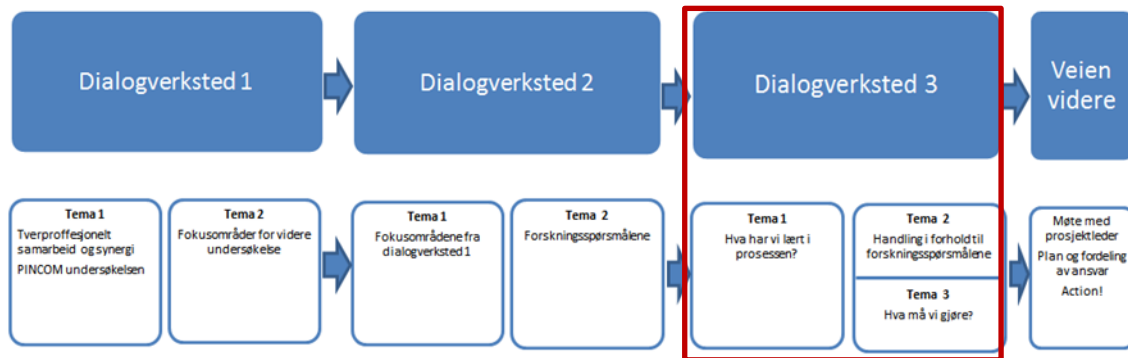 Dialogverksted 1
Dialogverksted 2
Dialogverksted 3
Veien
videre
Tema 1
Tverproffesjonelt
samarbeid og synergi
PINCOM undersøkelsen
Tema 2
Fokusområder for videre
undersøkelse
Tema 1
Fokusområdene fra
dialogverksted 1
Tema 2
Forskningsspørsmålene
Tema 1
Hva har vi lært i
prosessen?
Tema 2
Handling i forhold til
forskningsspørsmålene
Tema 3
Hva må vi gjøre?
Møte med
prosjektleder
Plan og fordeling
av ansvar
Action!